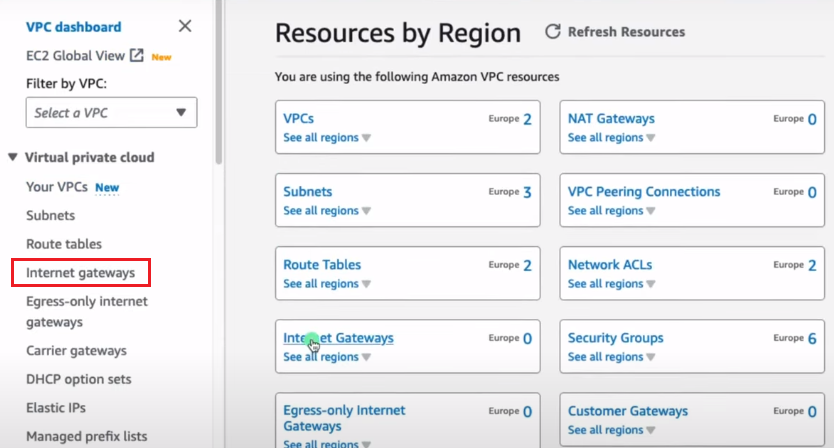 VPC dashboard
EC2 Global View New
Filter by VPC:
Select a VPC
Virtual private cloud
Your VPCs New
Subnets
Route tables
Internet gateways
Egress-only internet
gateways
Carrier gateways
DHCP option sets
Elastic IPs
Managed prefix lists
Resources by Region
Refresh Resources
You are using the following Amazon VPC resources
VPCs Europe 2
See all regions
NAT Gateways Europe 0
See all regions
Subnets Europe 3
See all regions
VPC Peering Connections Europe 0
See all regions
Route Tables Europe 2
See all regions
Network ACLs Europe 2
See all regions
Internet Gateways Europe 0
See all regions
Security Groups Europe 6
See all regions
Egress-only Internet Europe 0
Gateways
See all regions
Customer Gateways Europe 0
See all regions